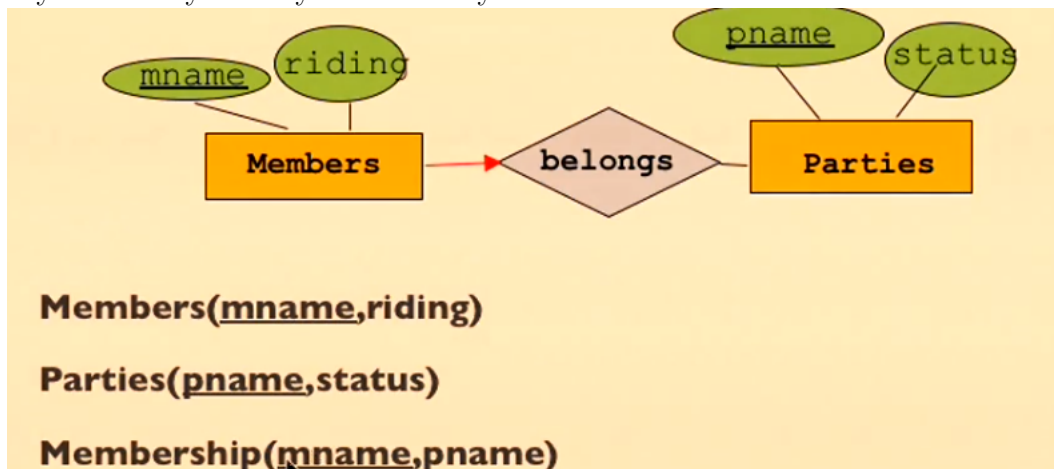 pname
status
mname
riding
Members
belongs
Parties
Members(mname,riding)
Parties(pname,status)
Membership(mname,pname)